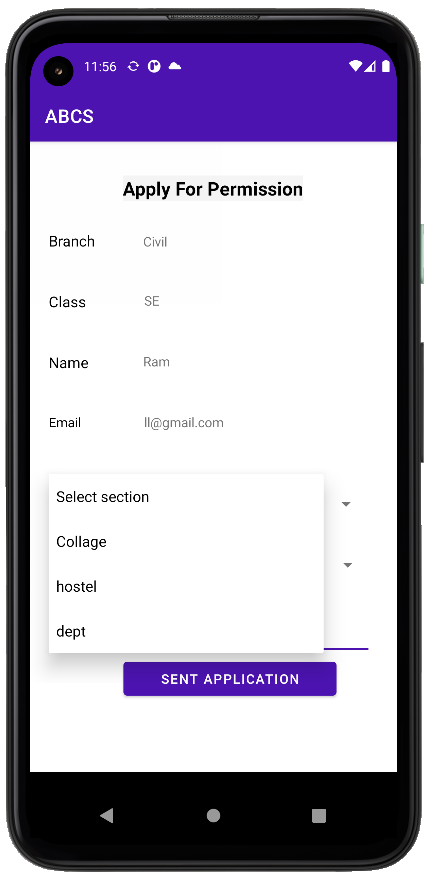 11:56
ABCS
Apply For Permission
Branch Civil
Class SE
Name Ram
Email ll@gmail.com
Select section
Collage
hostel
dept
SENT APPLICATION